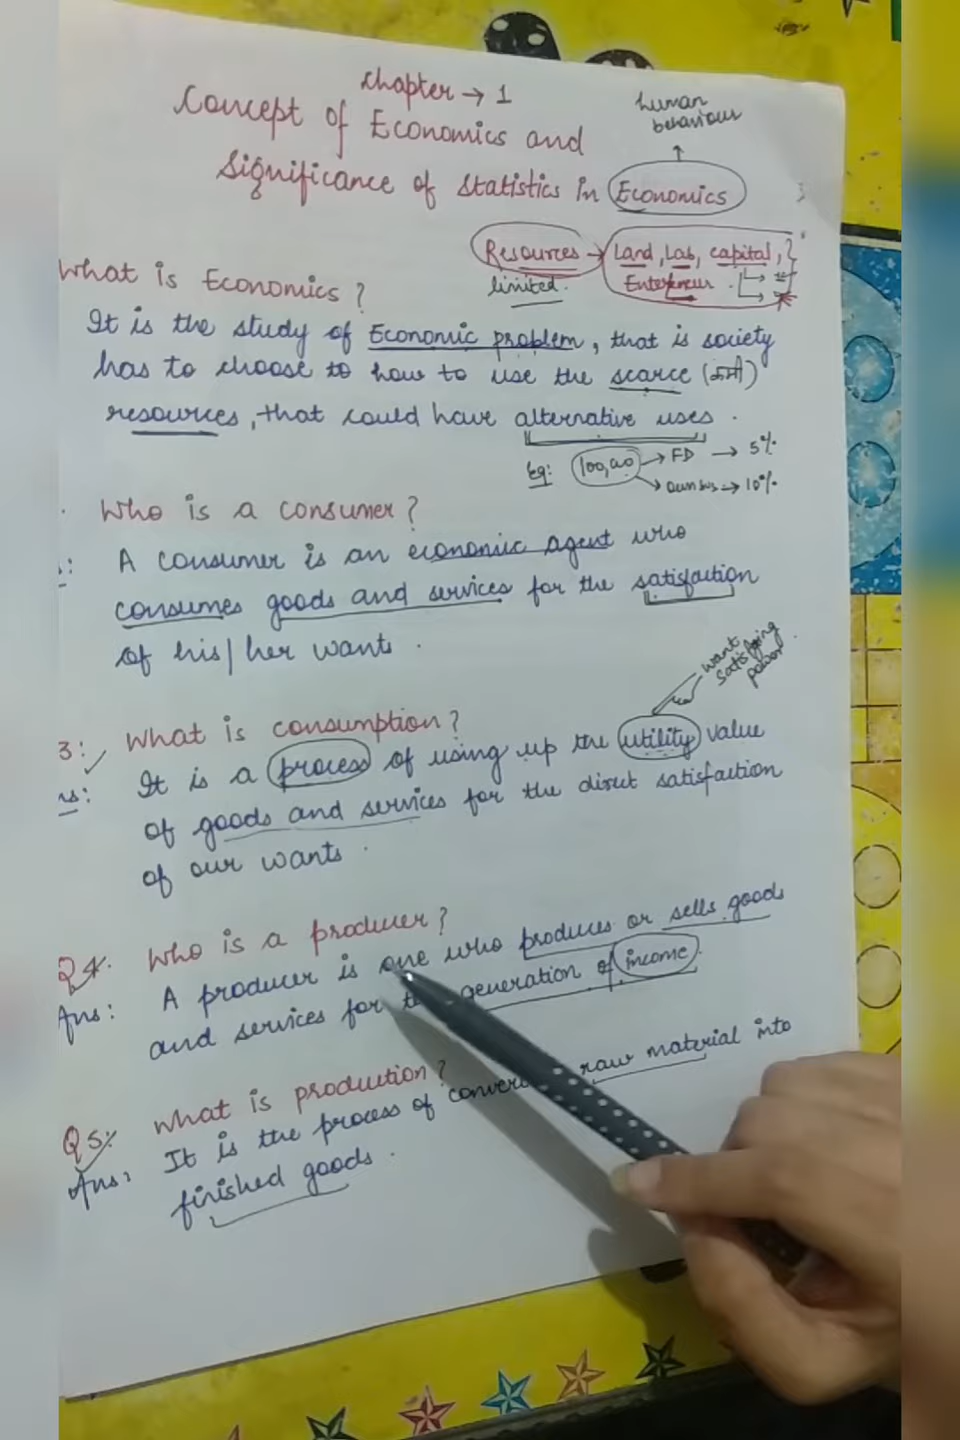 Chapter → 1
Concept of Economics and
Significance of Statistics in Economics
human
behaviour
Resources → Land, Lab, capital,
limited. Enterpreneur
What is Economics?
It is the study of Economic problem, that is society
has to choose to how to use the scarce (कमी)
resources, that could have alternative uses.
Eg: 100,00 → FD → 5%
→ own bus → 10%
Who is a consumer?
A consumer is an economic agent who
consumes goods and services for the satisfaction
of his/her wants.
want
satisfying
power
3: What is consumption?
It is a process of using up the utility value
of goods and services for the direct satisfaction
of our wants.
Q4. Who is a producer?
Ans: A producer is one who produces or sells goods
and services for generation of income.
Q5. What is production?
Ans: It is the process of raw material into
finished goods.